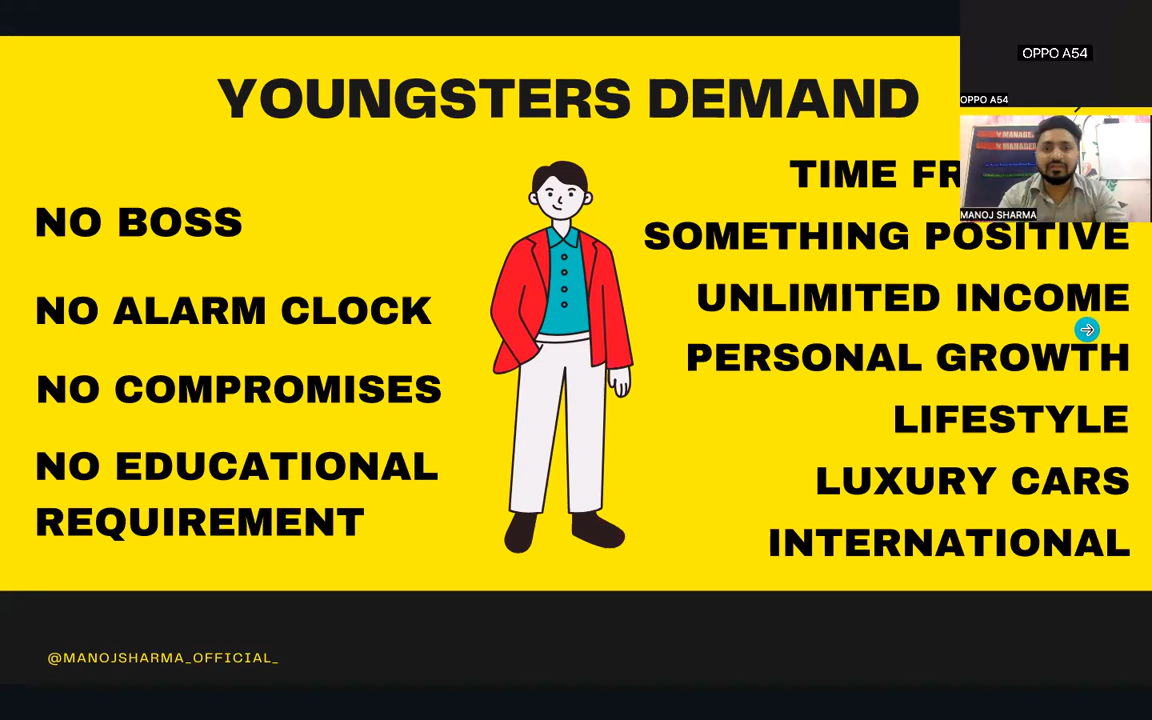 YOUNGSTERS DEMAND
NO BOSS
NO ALARM CLOCK
NO COMPROMISES
NO EDUCATIONAL
REQUIREMENT
TIME
SOMETHING POSITIVE
UNLIMITED INCOME
PERSONAL GROWTH
LIFESTYLE
LUXURY CARS
INTERNATIONAL
@MANOJSHARMA_OFFICIAL_
OPPO A54
OPPO A54
MANOJ SHARMA